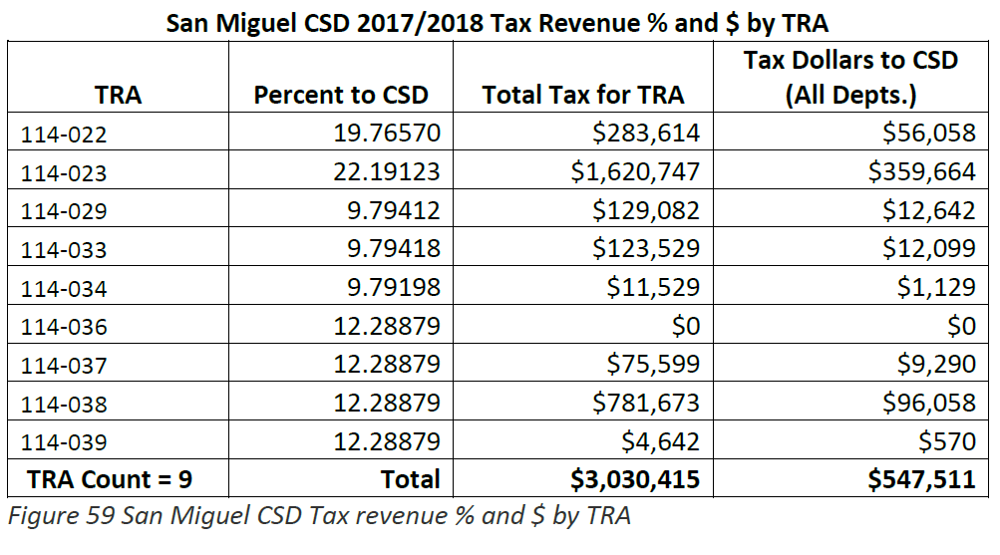 San Miguel CSD 2017/2018 Tax Revenue % and $ by TRA
TRA Percent to CSD Total Tax for TRA Tax Dollars to CSD (All Depts.)
114-022 19.76570 $283,614 $56,058
114-023 22.19123 $1,620,747 $359,664
114-029 9.79412 $129,082 $12,642
114-033 9.79418 $123,529 $12,099
114-034 9.79198 $11,529 $1,129
114-036 12.28879 $0 $0
114-037 12.28879 $75,599 $9,290
114-038 12.28879 $781,673 $96,058
114-039 12.28879 $4,642 $570
TRA Count = 9 Total $3,030,415 $547,511
Figure 59 San Miguel CSD Tax revenue % and $ by TRA